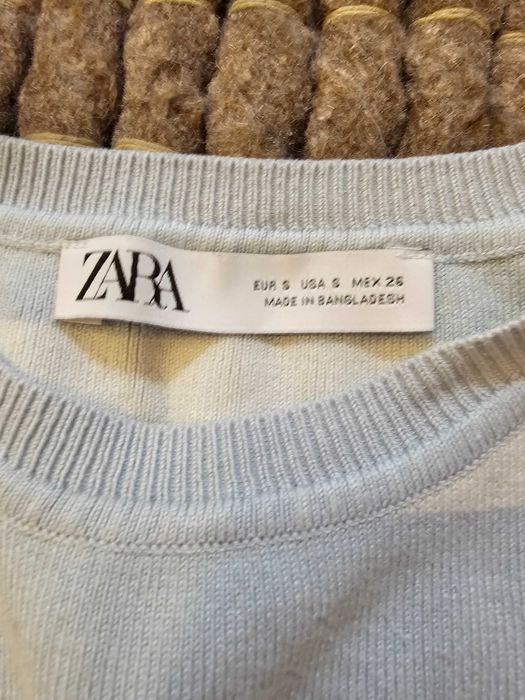 ZARA
EUR S USA S MEX 26
MADE IN BANGLADESH